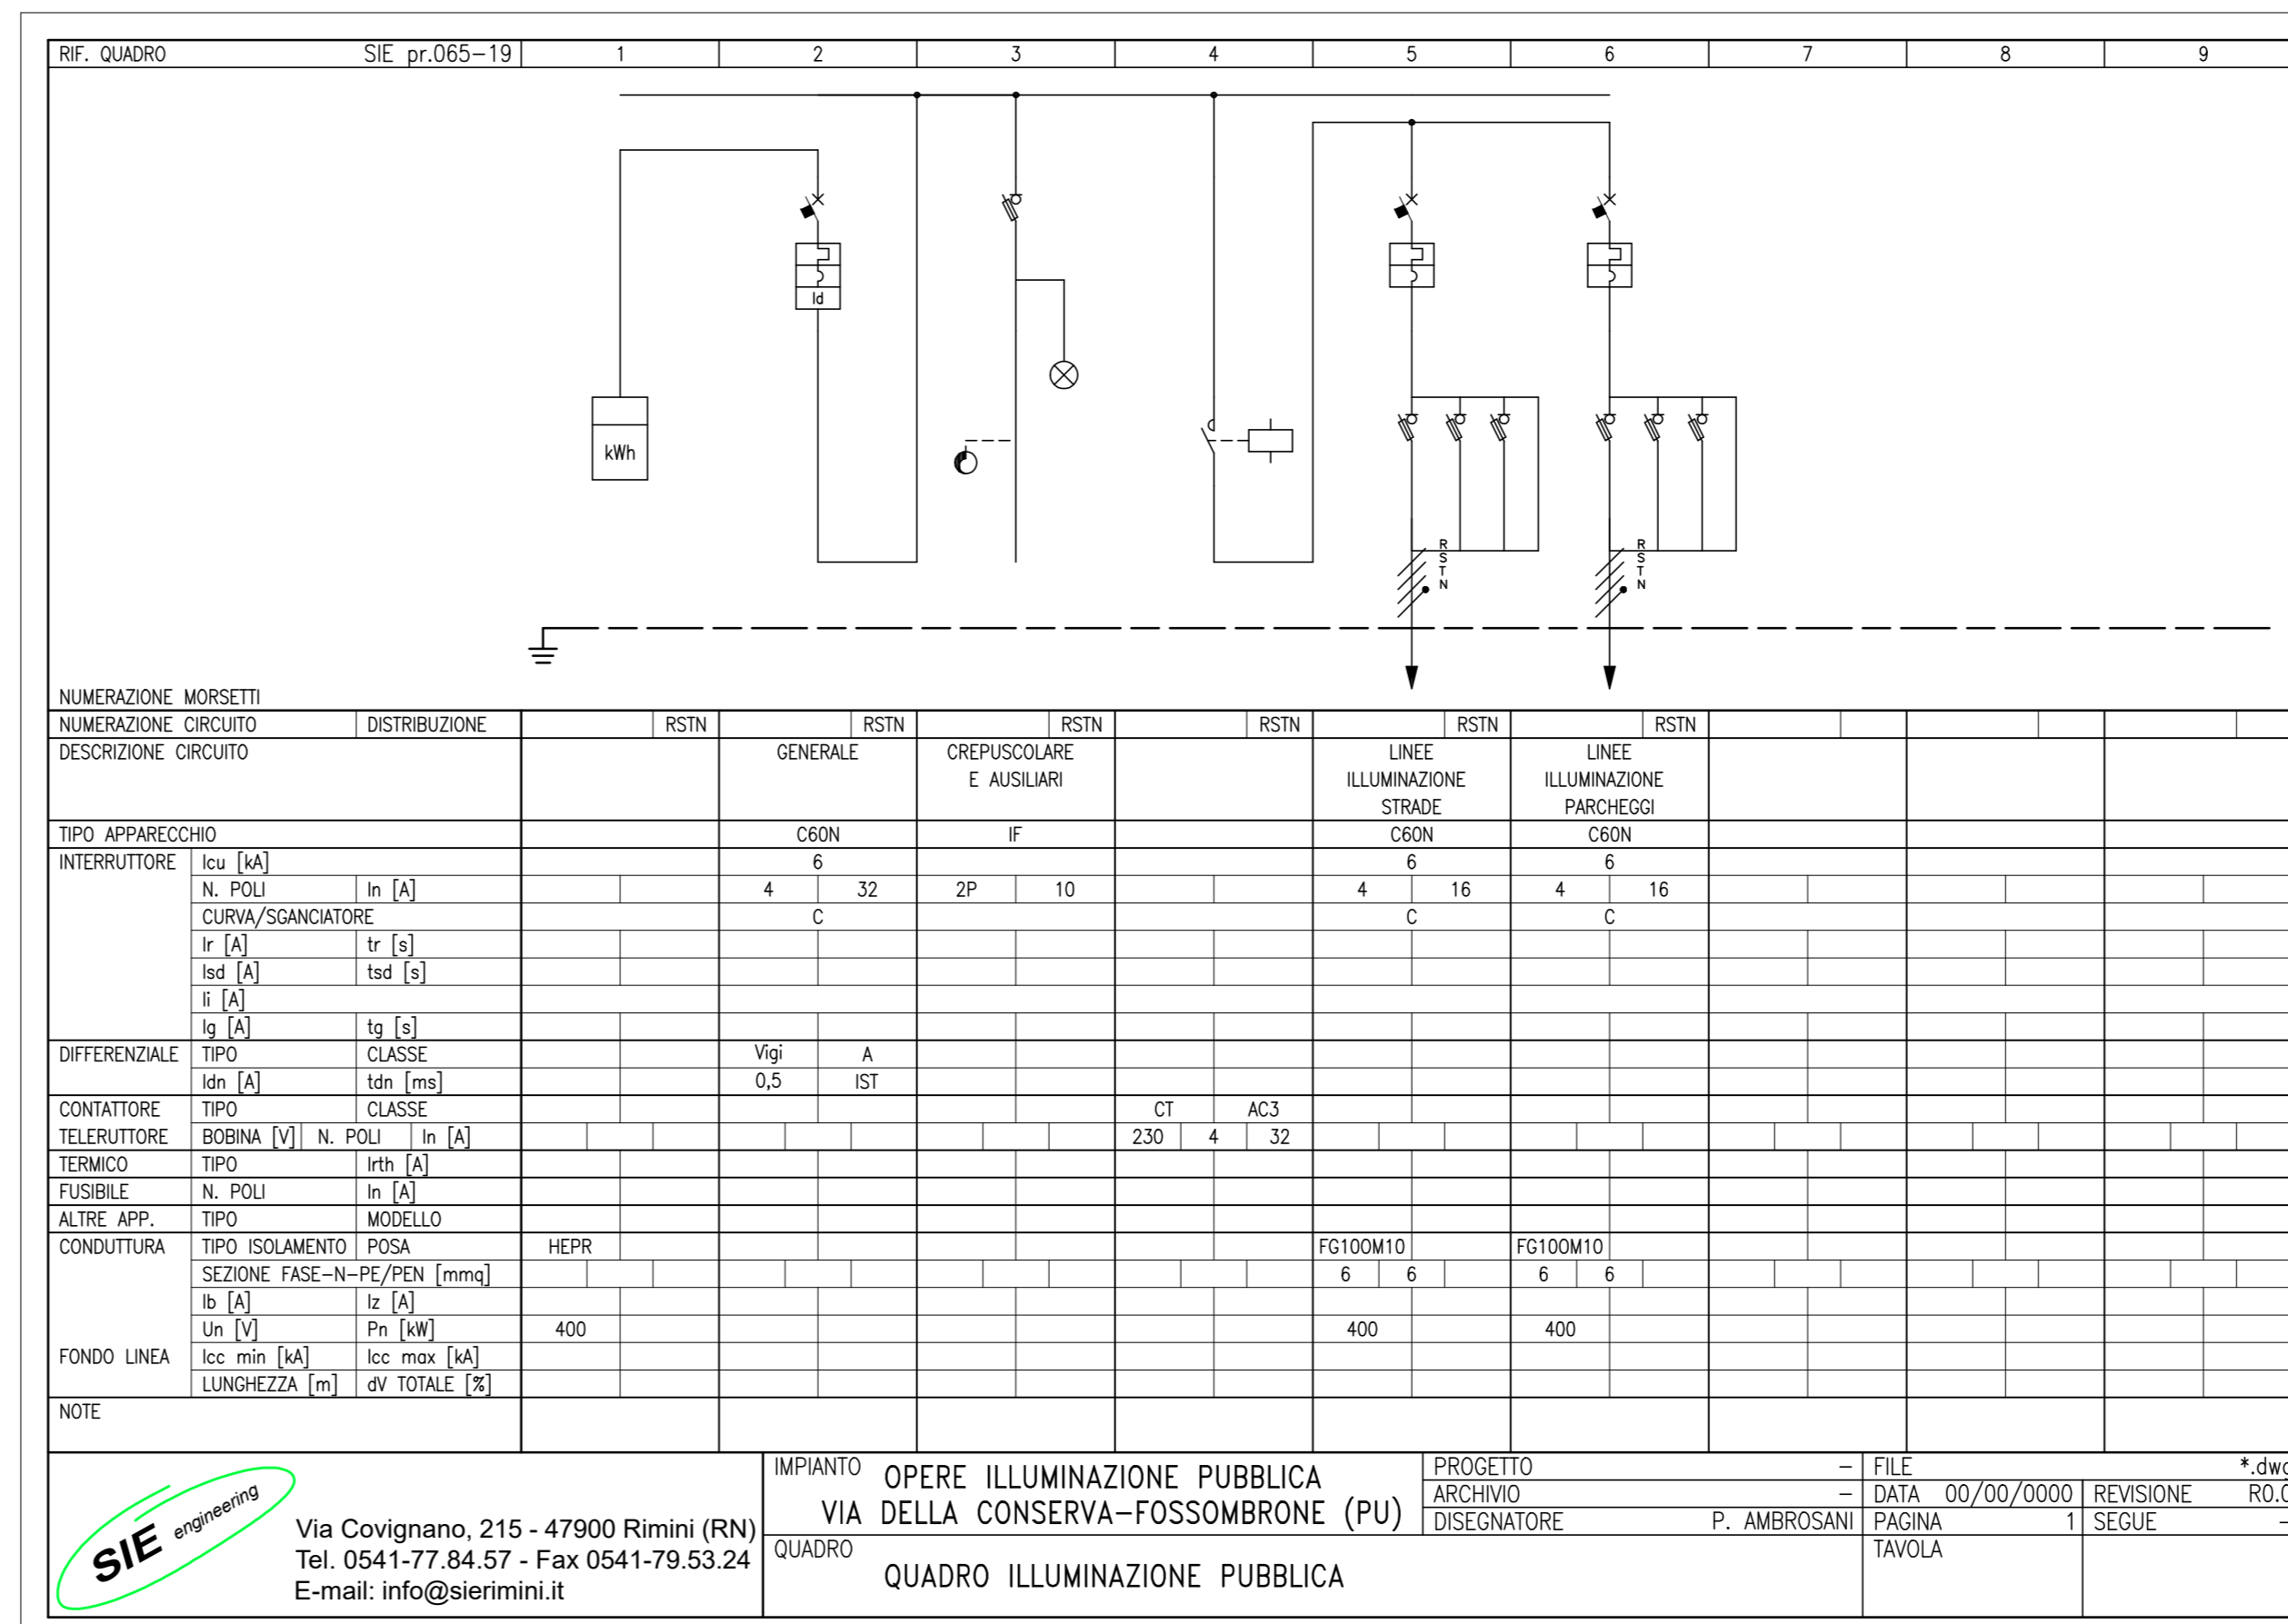 RIF. QUADRO SIE pr.065-19 1 2 3 4 5 6 7 8 9
Id
kWh
R
S
T
N
R
S
T
N
NUMERAZIONE MORSETTI
NUMERAZIONE CIRCUITO DISTRIBUZIONE RSTN RSTN RSTN RSTN RSTN RSTN
DESCRIZIONE CIRCUITO GENERALE CREPUSCOLARE LINEE LINEE
E AUSILIARI ILLUMINAZIONE ILLUMINAZIONE
STRADE PARCHEGGI
TIPO APPARECCHIO C60N IF C60N C60N
INTERRUTTORE Icu [kA] 6 6 6
N. POLI In [A] 4 32 2P 10 4 16 4 16
CURVA/SGANCIATORE C C C
Ir [A] tr [s]
Isd [A] tsd [s]
Ii [A]
Ig [A] tg [s]
DIFFERENZIALE TIPO CLASSE Vigi A
Idn [A] tdn [ms] 0,5 IST
CONTATTORE TIPO CLASSE CT AC3
TELERUTTORE BOBINA [V] N. POLI In [A] 230 4 32
TERMICO TIPO Irth [A]
FUSIBILE N. POLI In [A]
ALTRE APP. TIPO MODELLO
CONDUTTURA TIPO ISOLAMENTO POSA HEPR FG10OM10 FG10OM10
SEZIONE FASE-N-PE/PEN [mmq] 6 6 6 6
Ib [A] Iz [A]
Un [V] Pn [kW] 400 400 400
FONDO LINEA Icc min [kA] Icc max [kA]
LUNGHEZZA [m] dV TOTALE [%]
NOTE
SIE engineering
Via Covignano, 215 - 47900 Rimini (RN)
Tel. 0541-77.84.57 - Fax 0541-79.53.24
E-mail: info@sierimini.it
IMPIANTO OPERE ILLUMINAZIONE PUBBLICA
VIA DELLA CONSERVA-FOSSOMBRONE (PU)
QUADRO
QUADRO ILLUMINAZIONE PUBBLICA
PROGETTO -
ARCHIVIO -
DISEGNATORE P. AMBROSANI
FILE *.dwg
DATA 00/00/0000 REVISIONE R0.0
PAGINA 1 SEGUE -
TAVOLA